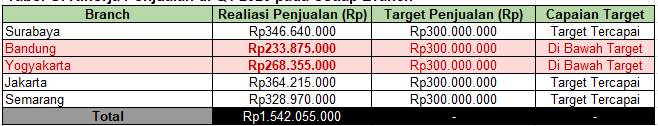 Branch Realiasi Penjualan (Rp) Target Penjualan (Rp) Capaian Target
Surabaya Rp346.640.000 Rp300.000.000 Target Tercapai
Bandung Rp233.875.000 Rp300.000.000 Di Bawah Target
Yogyakarta Rp268.355.000 Rp300.000.000 Di Bawah Target
Jakarta Rp364.215.000 Rp300.000.000 Target Tercapai
Semarang Rp328.970.000 Rp300.000.000 Target Tercapai
Total Rp1.542.055.000 - -